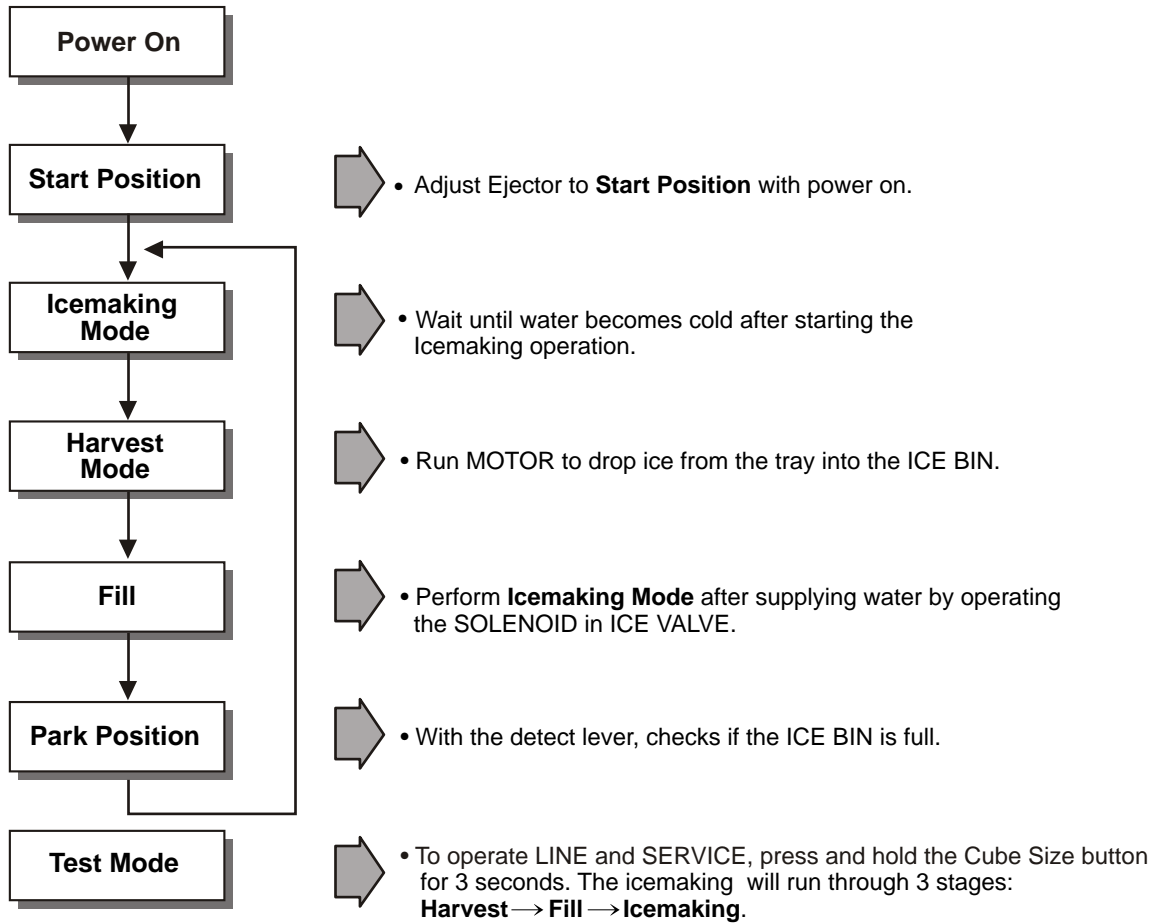 Power On
Start Position
• Adjust Ejector to Start Position with power on.
Icemaking
Mode
• Wait until water becomes cold after starting the
Icemaking operation.
Harvest
Mode
• Run MOTOR to drop ice from the tray into the ICE BIN.
Fill
• Perform Icemaking Mode after supplying water by operating
the SOLENOID in ICE VALVE.
Park Position
• With the detect lever, checks if the ICE BIN is full.
Test Mode
• To operate LINE and SERVICE, press and hold the Cube Size button
for 3 seconds. The icemaking will run through 3 stages:
Harvest→Fill→Icemaking.